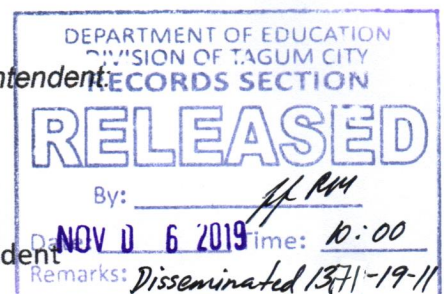 DEPARTMENT OF EDUCATION
DIVISION OF TAGUM CITY
ntendent:
RECORDS SECTION
RELEASED
By:
dent Date: NOV 0 6 2019 Time: 10:00
Remarks: Disseminated